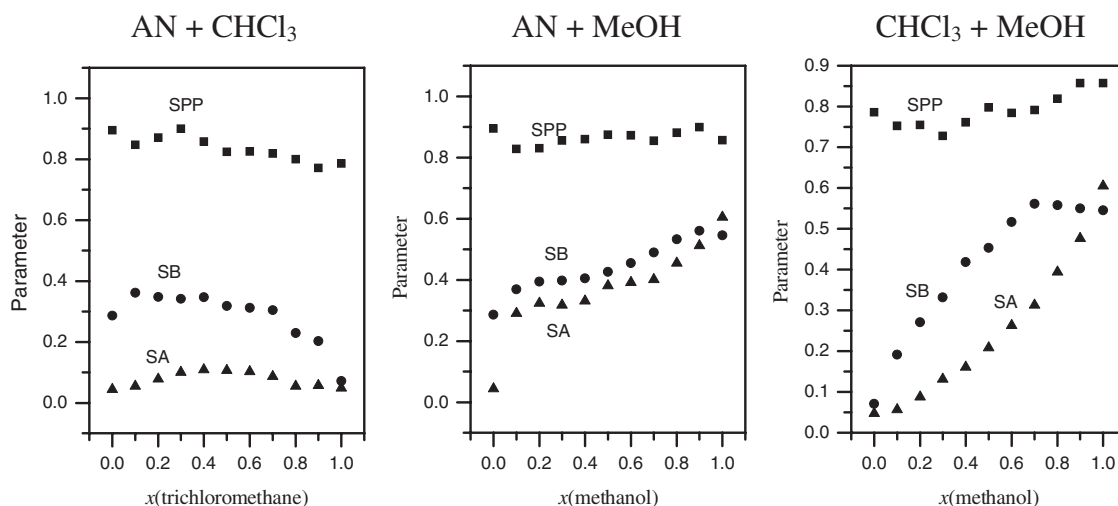 AN + CHCl₃
1.0
0.8
0.6
0.4
0.2
0.0
Parameter
SPP
SB
SA
0.0 0.2 0.4 0.6 0.8 1.0
x(trichloromethane)
AN + MeOH
1.0
0.8
0.6
0.4
0.2
0.0
Parameter
SPP
SB
SA
0.0 0.2 0.4 0.6 0.8 1.0
x(methanol)
CHCl₃ + MeOH
0.9
0.8
0.7
0.6
0.5
0.4
0.3
0.2
0.1
0.0
Parameter
SPP
SB
SA
0.0 0.2 0.4 0.6 0.8 1.0
x(methanol)